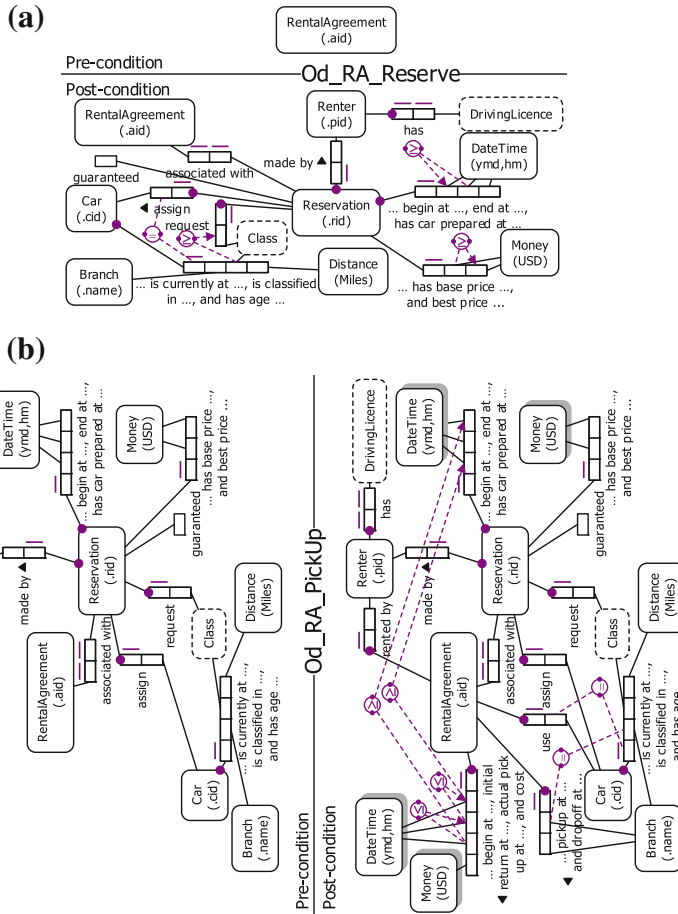 (a)
RentalAgreement
(.aid)
Pre-condition
Od_RA_Reserve
Post-condition
RentalAgreement
(.aid)
Renter
(.pid)
DrivingLicence
has
DateTime
(ymd,hm)
associated with
made by
guaranteed
Car
(.cid)
assign
request
Reservation
(.rid)
... begin at ..., end at ...,
has car prepared at ...
Class
Branch
(.name)
... is currently at ..., is classified
in ..., and has age ...
Distance
(Miles)
Money
(USD)
... has base price ...,
and best price ...
(b)
DateTime
(ymd,hm)
... begin at ..., end at ...,
has car prepared at ...
Money
(USD)
... has base price ...,
and best price ...
guaranteed
made by
Reservation
(.rid)
request
Class
Distance
(Miles)
RentalAgreement
(.aid)
associated with
assign
... is currently at ...,
is classified in ...,
and has age ...
Car
(.cid)
Branch
(.name)
Pre-condition
Od_RA_PickUp
Post-condition
DrivingLicence
has
DateTime
(ymd,hm)
... begin at ..., end at ...,
has car prepared at ...
Money
(USD)
... has base price ...,
and best price ...
guaranteed
Renter
(.pid)
made by
Reservation
(.rid)
rented by
request
Class
Distance
(Miles)
RentalAgreement
(.aid)
associated with
assign
use
... is currently at ...,
is classified in ...,
and has age ...
Car
(.cid)
Branch
(.name)
DateTime
(ymd,hm)
Money
(USD)
... begin at ..., initial
return at ..., actual pick
up at ..., and cost
... pickup at ...
and dropoff at ...